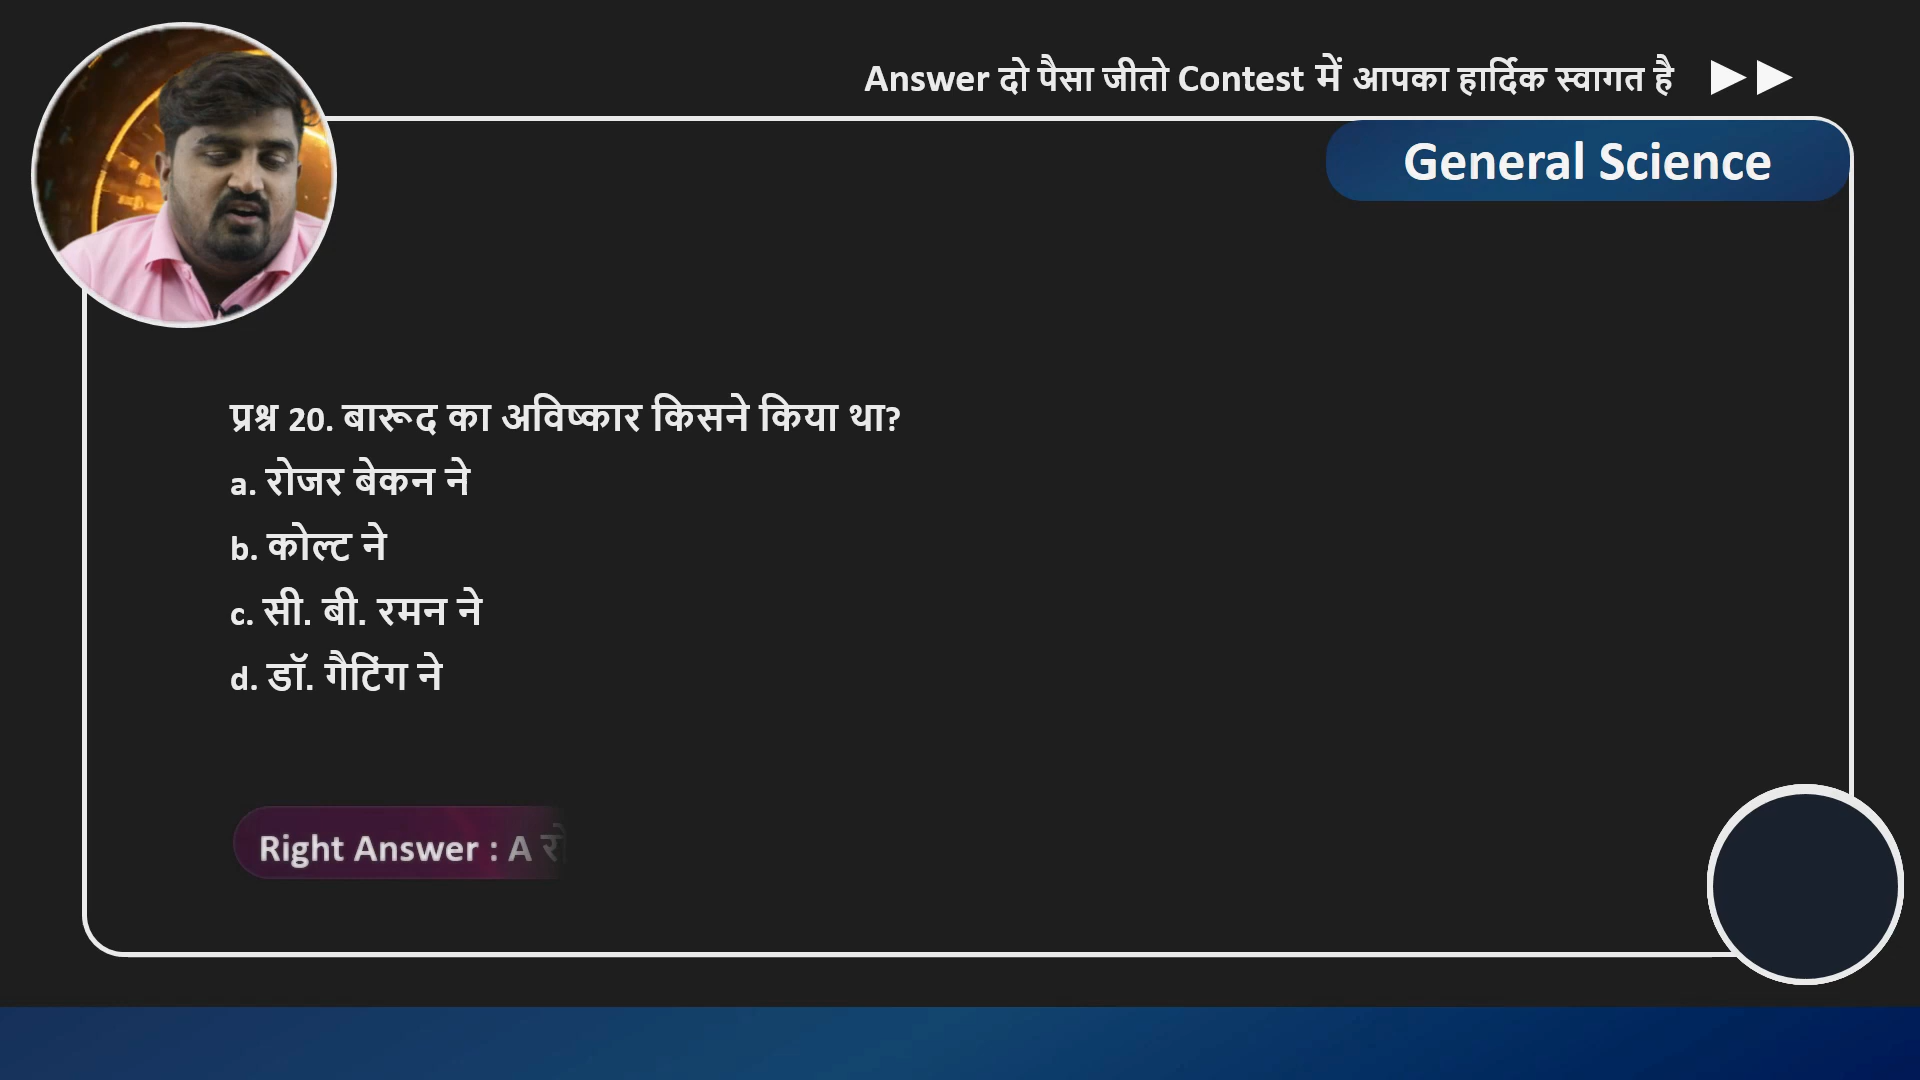 Answer दो पैसा जीतो Contest में आपका हार्दिक स्वागत है
General Science
प्रश्न 20. बारूद का अविष्कार किसने किया था?
a. रोजर बेकन ने
b. कोल्ट ने
c. सी. बी. रमन ने
d. डॉ. गैटिंग ने
Right Answer : A